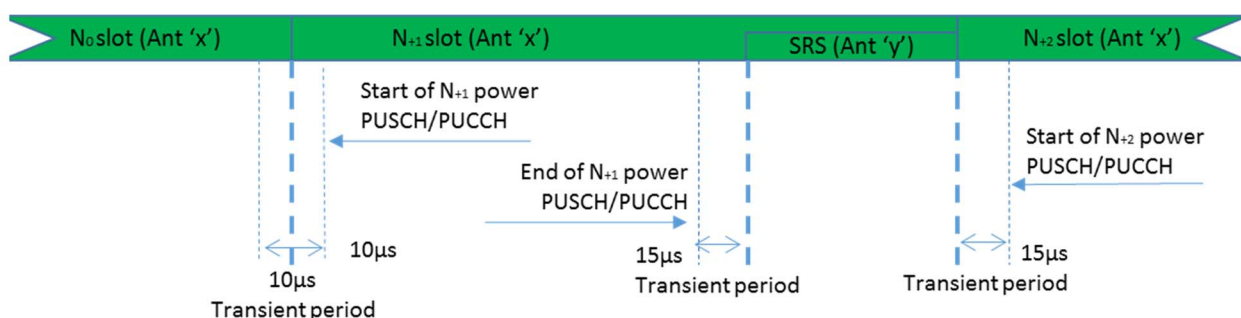 N0 slot (Ant ‘x’)
N+1 slot (Ant ‘x’)
SRS (Ant ‘y’)
N+2 slot (Ant ‘x’)
Start of N+1 power
PUSCH/PUCCH
End of N+1 power
PUSCH/PUCCH
Start of N+2 power
PUSCH/PUCCH
10µs
10µs
Transient period
15µs
Transient period
15µs
Transient period